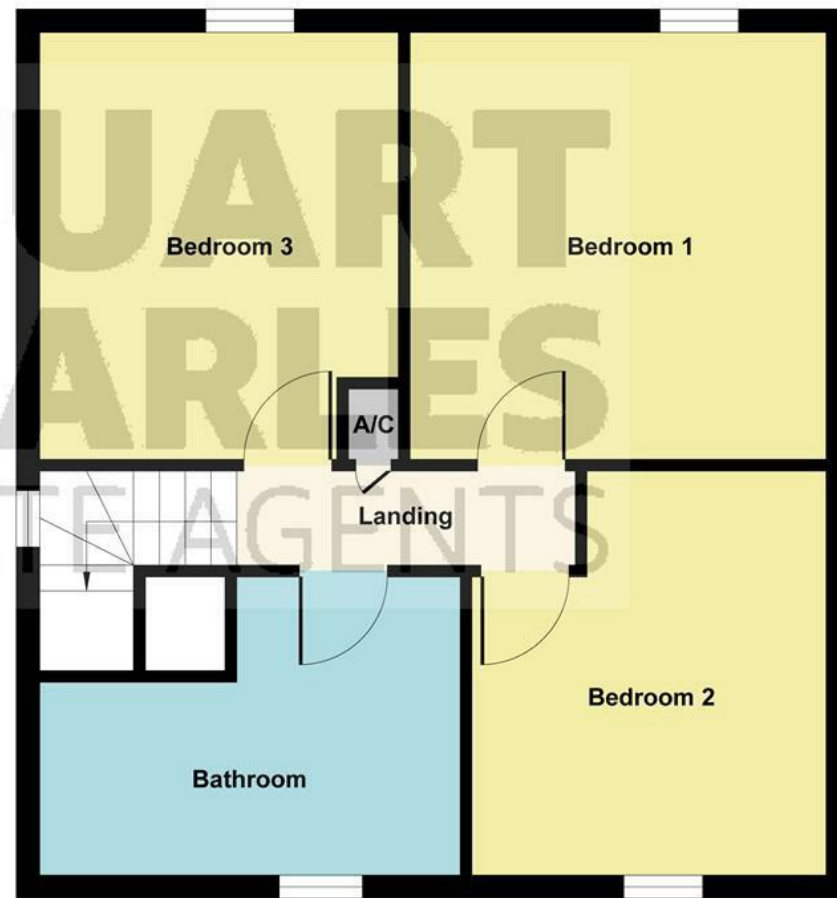 Bedroom 3
Bedroom 1
A/C
Landing
Bedroom 2
Bathroom
UART
ARLES
TE AGENTS